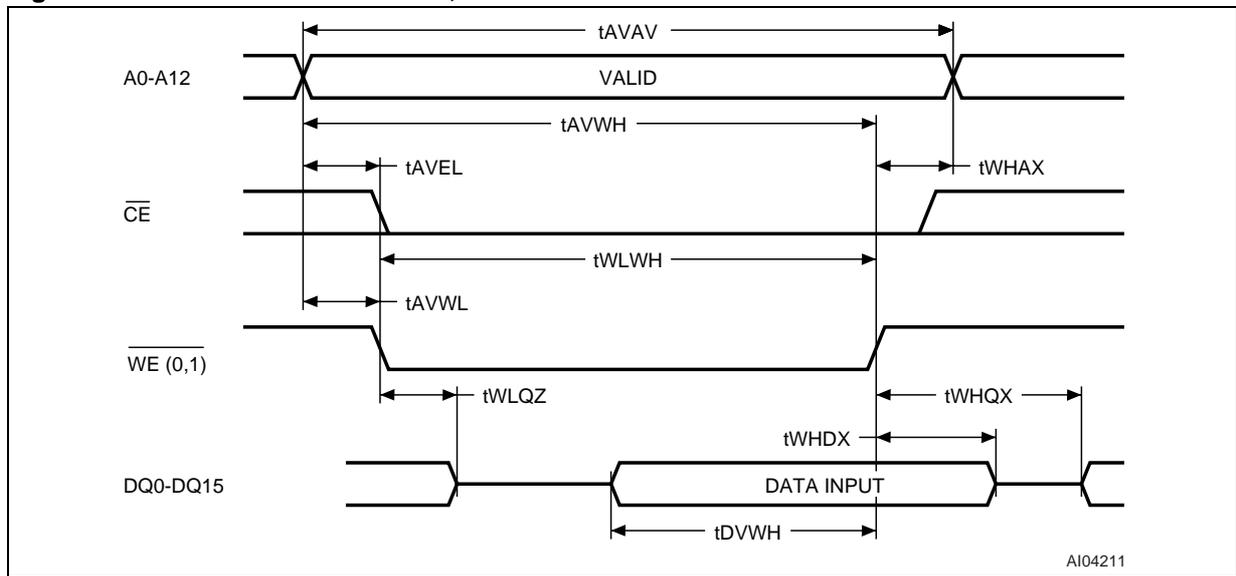 tAVAV
A0-A12
VALID
tAVWH
tAVEL
tWHAX
CE
tWLWH
tAVWL
WE (0,1)
tWLQZ
tWHQX
tWHDX
DQ0-DQ15
DATA INPUT
tDVWH
AI04211